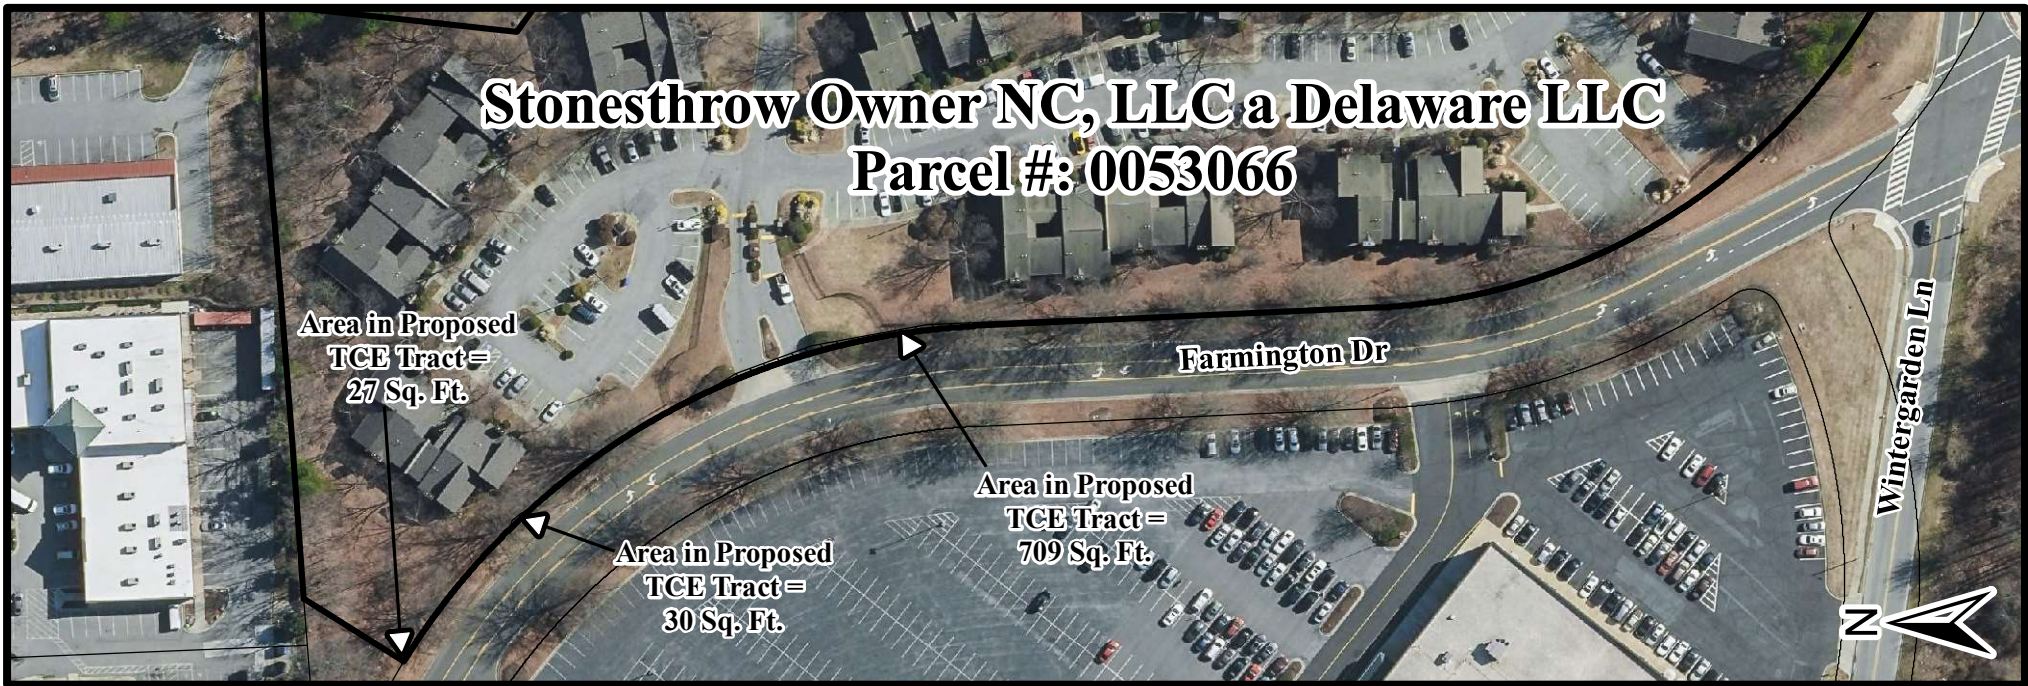 Stonesthrow Owner NC, LLC a Delaware LLC
Parcel #: 0053066
Area in Proposed
TCE Tract =
27 Sq. Ft.
Farmington Dr
Wintergarden Ln
Area in Proposed
TCE Tract =
709 Sq. Ft.
Area in Proposed
TCE Tract =
30 Sq. Ft.
N